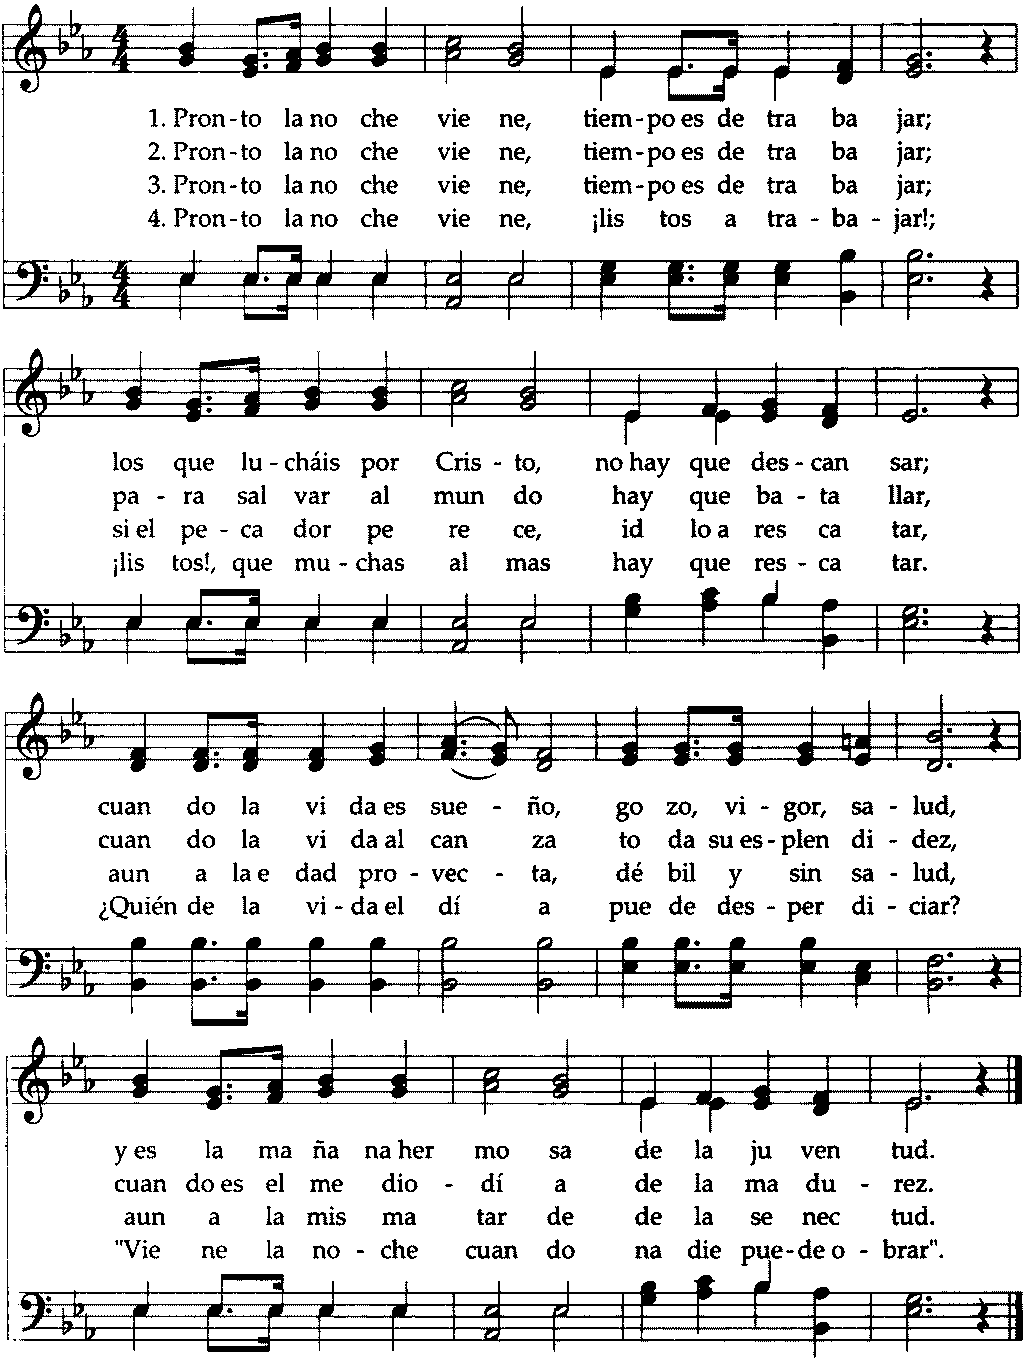 1. Pron-to la no che vie ne, tiem-po es de tra ba jar;
2. Pron-to la no che vie ne, tiem-po es de tra ba jar;
3. Pron-to la no che vie ne, tiem-po es de tra ba jar;
4. Pron-to la no che vie ne, ¡lis tos a tra-ba-jar!;
los que lu-cháis por Cris-to, no hay que des-can sar;
pa-ra sal var al mun do hay que ba-ta llar,
si el pe-ca dor pe re ce, id lo a res ca tar,
¡lis tos!, que mu-chas al mas hay que res-ca tar.
cuan do la vi da es sue-ño, go zo, vi-gor, sa-lud,
cuan do la vi da al can za to da su es-plen di-dez,
aun a la e dad pro-vec-ta, dé bil y sin sa-lud,
¿Quién de la vi-da el dí a pue de des-per di-ciar?
y es la ma ña na her mo sa de la ju ven tud.
cuan do es el me dio-dí a de la ma du-rez.
aun a la mis ma tar de de la se nec tud.
"Vie ne la no-che cuan do na die pue-de o-brar".